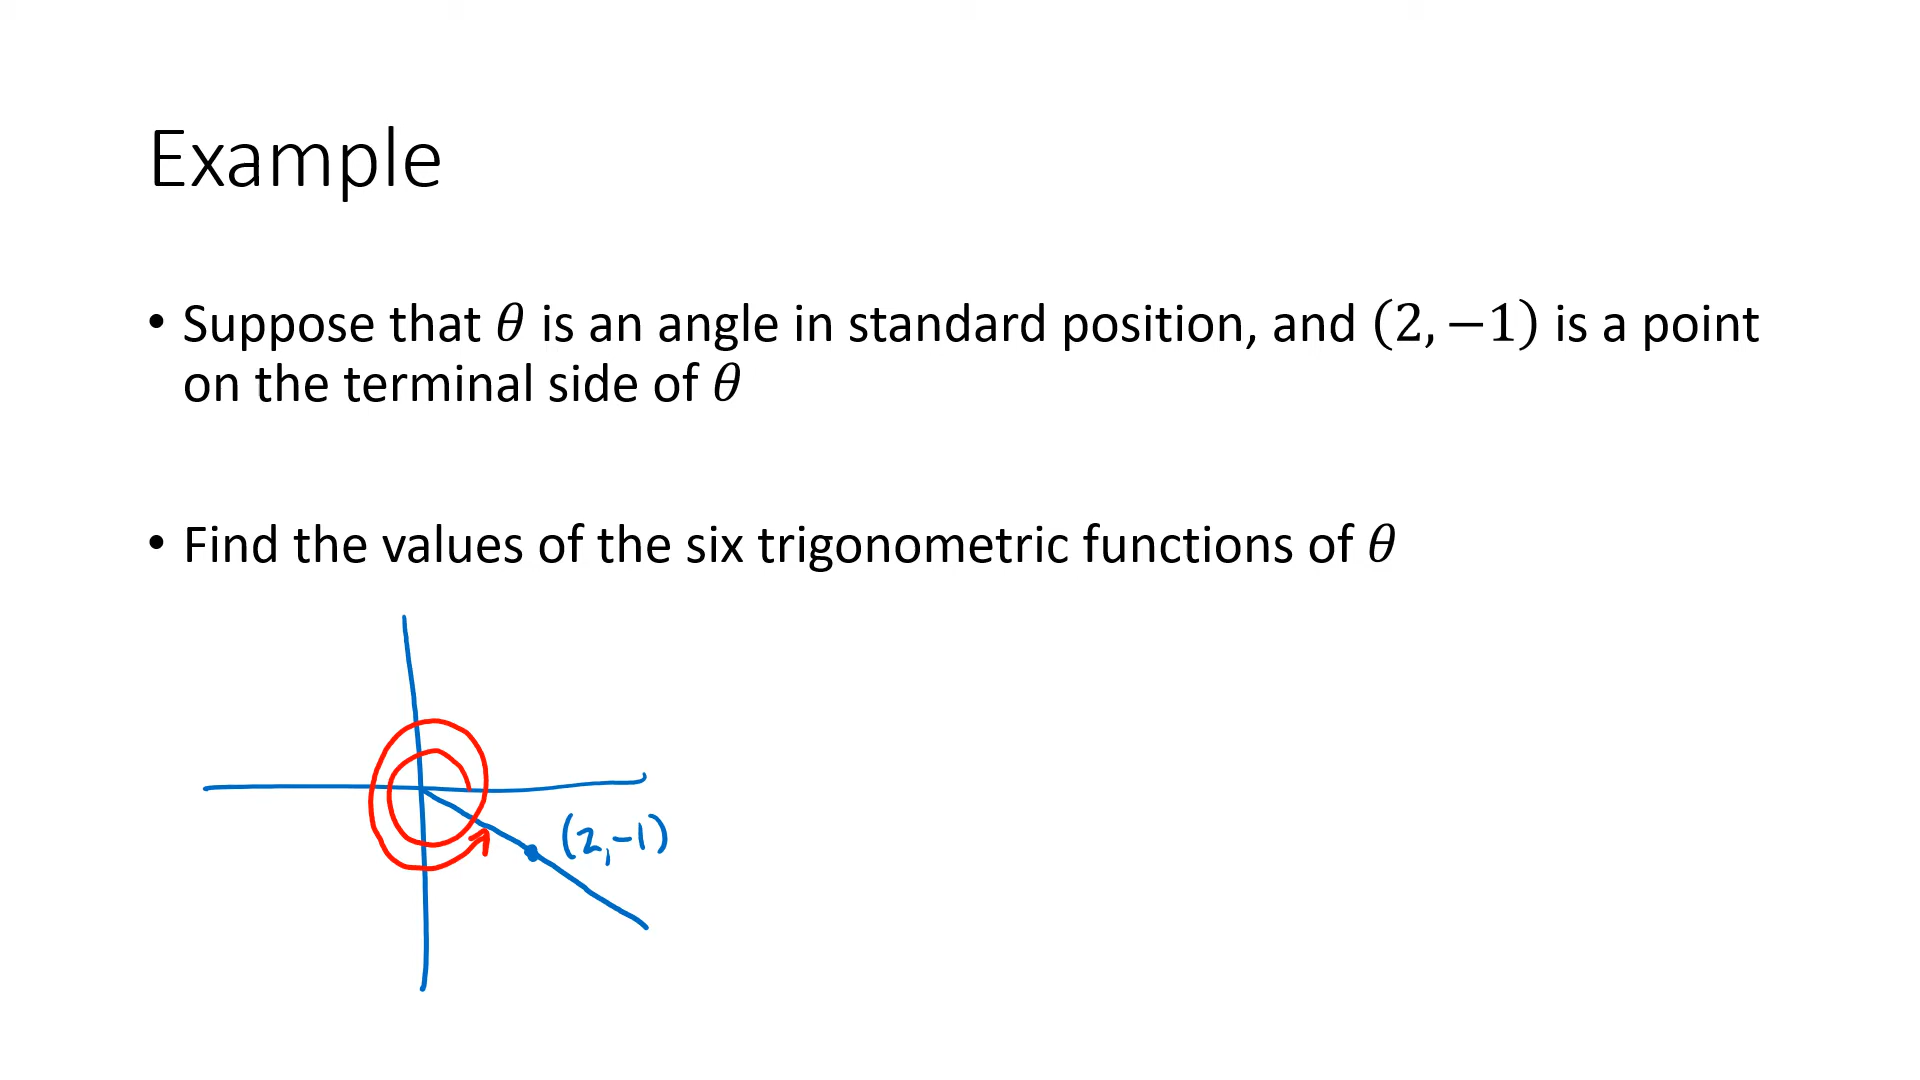 Example
• Suppose that θ is an angle in standard position, and (2, −1) is a point
on the terminal side of θ
• Find the values of the six trigonometric functions of θ
(2,-1)